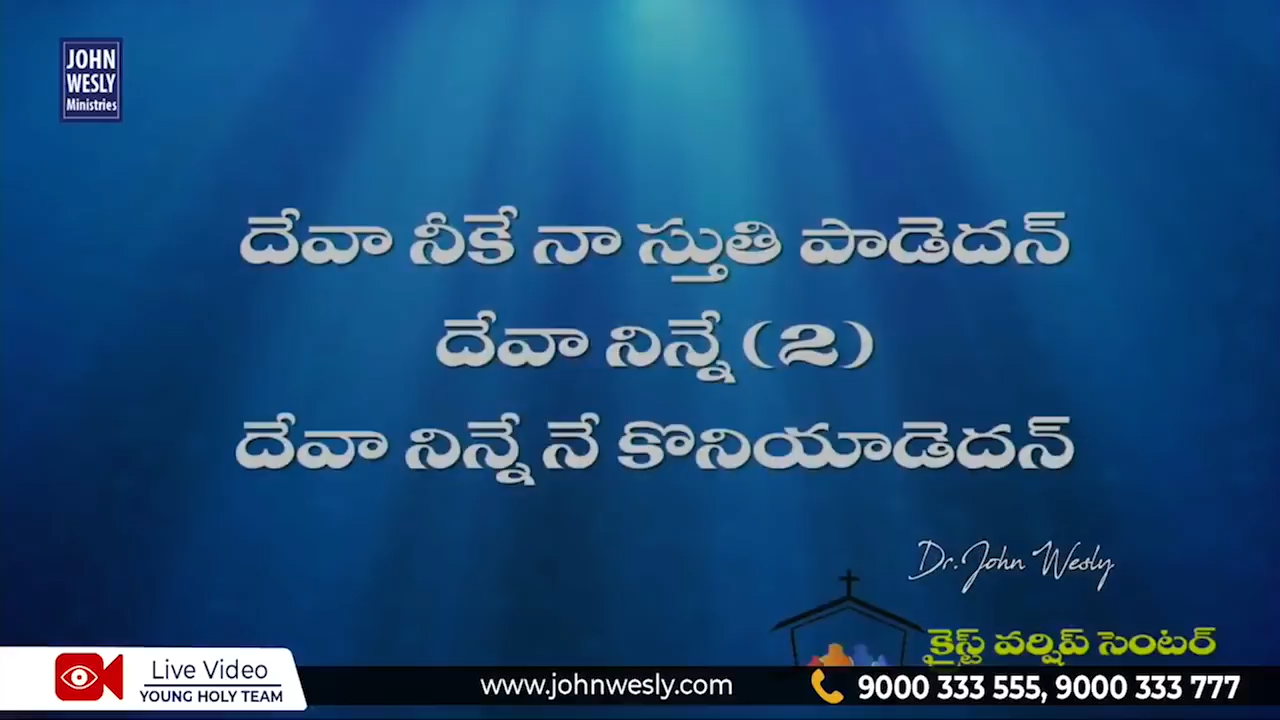 JOHN
WESLY
Ministries
దేవా నీకే నా స్తుతి పాడెదన్
దేవా నిన్నే (2)
దేవా నిన్నే నే కొనియాడెదన్
Dr. John Wesly
క్రైస్ట్ వర్షిప్ సెంటర్
Live Video
YOUNG HOLY TEAM
www.johnwesly.com
9000 333 555, 9000 333 777